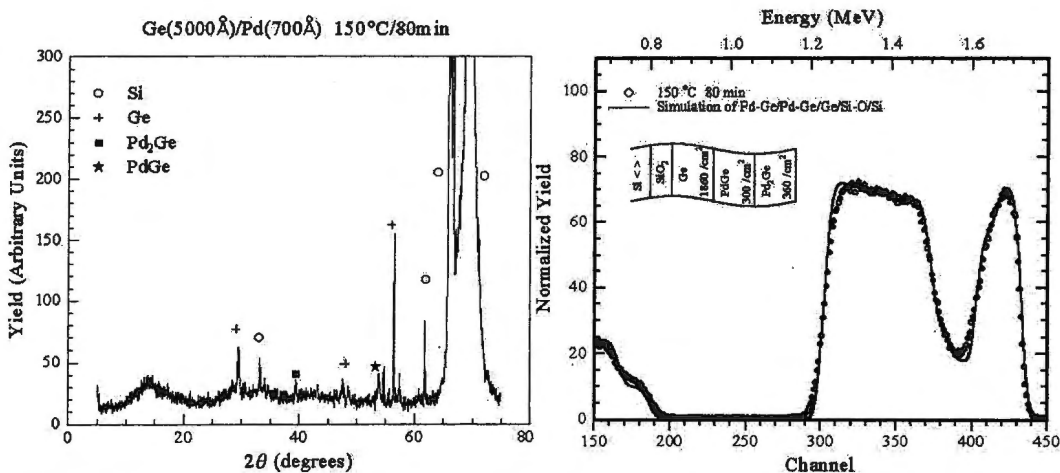 Ge(5000Å)/Pd(700Å) 150°C/80min
300
250
200
150
100
50
0
Yield (Arbitrary Units)
Si
Ge
Pd2Ge
PdGe
0 20 40 60 80
2θ (degrees)
Energy (MeV)
0.8 1.0 1.2 1.4 1.6
100
80
60
40
20
0
Normalized Yield
150 °C 80 min
Simulation of Pd-Ge/Pd-Ge/Ge/Si-O/Si
Si < >
SiO2
Ge 1860 /cm2
PdGe 300 /cm2
Pd2Ge 360 /cm2
150 200 250 300 350 400 450
Channel